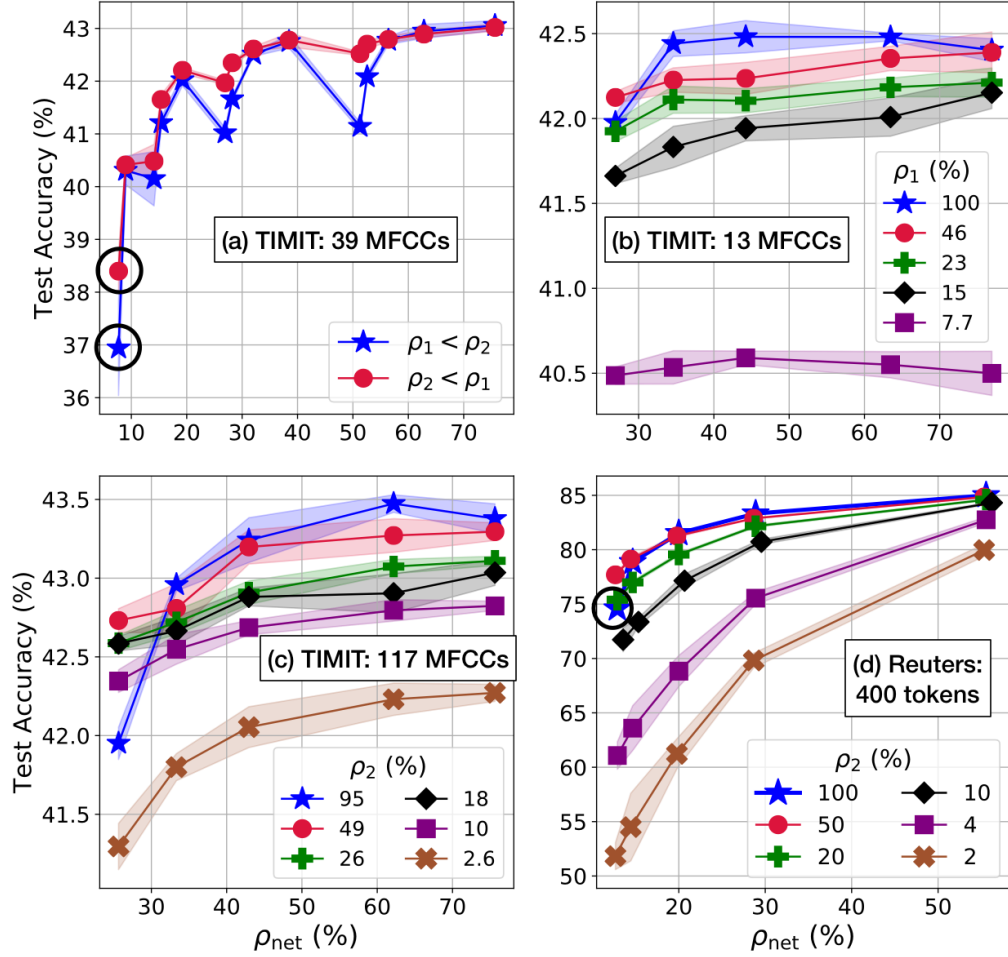 43
42
41
40
39
38
37
36
Test Accuracy (%)
(a) TIMIT: 39 MFCCs
ρ1 < ρ2
ρ2 < ρ1
10 20 30 40 50 60 70
42.5
42.0
41.5
41.0
40.5
(b) TIMIT: 13 MFCCs
ρ1 (%)
100
46
23
15
7.7
30 40 50 60 70
43.5
43.0
42.5
42.0
41.5
Test Accuracy (%)
(c) TIMIT: 117 MFCCs
ρ2 (%)
95 18
49 10
26 2.6
30 40 50 60 70
ρnet (%)
85
80
75
70
65
60
55
50
(d) Reuters:
400 tokens
ρ2 (%)
100 10
50 4
20 2
20 30 40 50
ρnet (%)